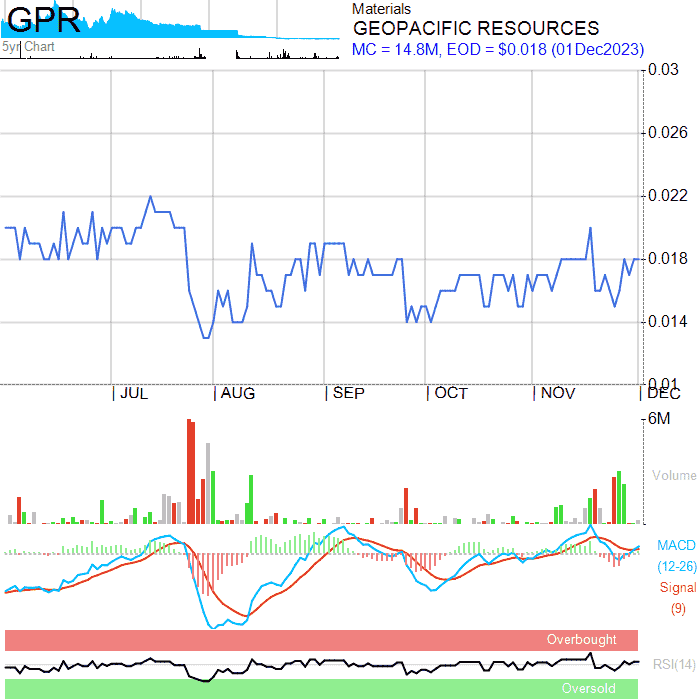 GPR
5yr Chart
Materials
GEOPACIFIC RESOURCES
MC = 14.8M, EOD = $0.018 (01Dec2023)
0.03
0.026
0.022
0.018
0.014
0.01
JUL AUG SEP OCT NOV DEC
6M
Volume
MACD
(12-26)
Signal
(9)
Overbought
RSI(14)
Oversold